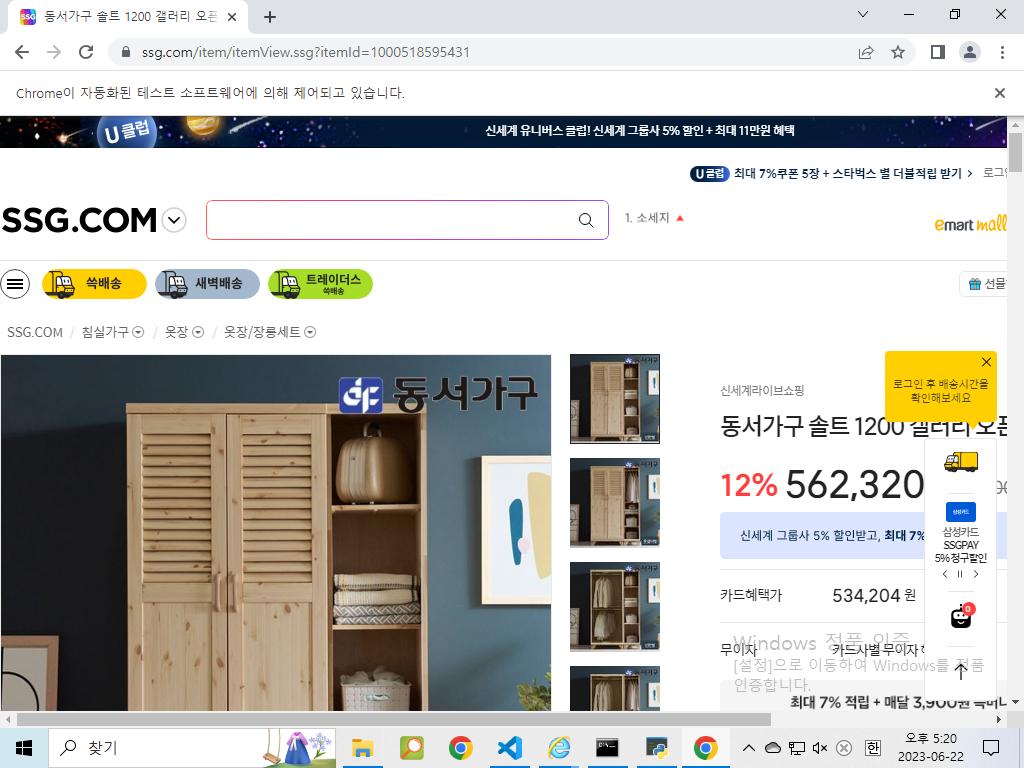 동서가구 솔트 1200 갤러리 오픈
ssg.com/item/itemView.ssg?itemId=1000518595431
Chrome이 자동화된 테스트 소프트웨어에 의해 제어되고 있습니다.
U 클럽
신세계 유니버스 클럽! 신세계 그룹사 5% 할인 + 최대 11만원 혜택
U 클럽 최대 7%쿠폰 5장 + 스타벅스 별 더블적립 받기 >
로그인
SSG.COM
1. 소세지
emart mall
쓱배송
새벽배송
트레이더스
쓱배송
선물
SSG.COM / 침실가구 / 옷장 / 옷장/장롱세트
동서가구
로그인 후 배송시간을
확인해보세요
신세계라이브쇼핑
동서가구 솔트 1200 갤러리 오픈
12% 562,320
삼성카드
신세계 그룹사 5% 할인받고, 최대 7%
삼성카드
SSGPAY
5% 청구할인
카드혜택가 534,204 원
0
무이자 카드사별 무이자
Windows 정품 인증
[설정]으로 이동하여 Windows를 정품
인증합니다.
최대 7% 적립 + 매달 3,900원
찾기
오후 5:20
2023-06-22
한